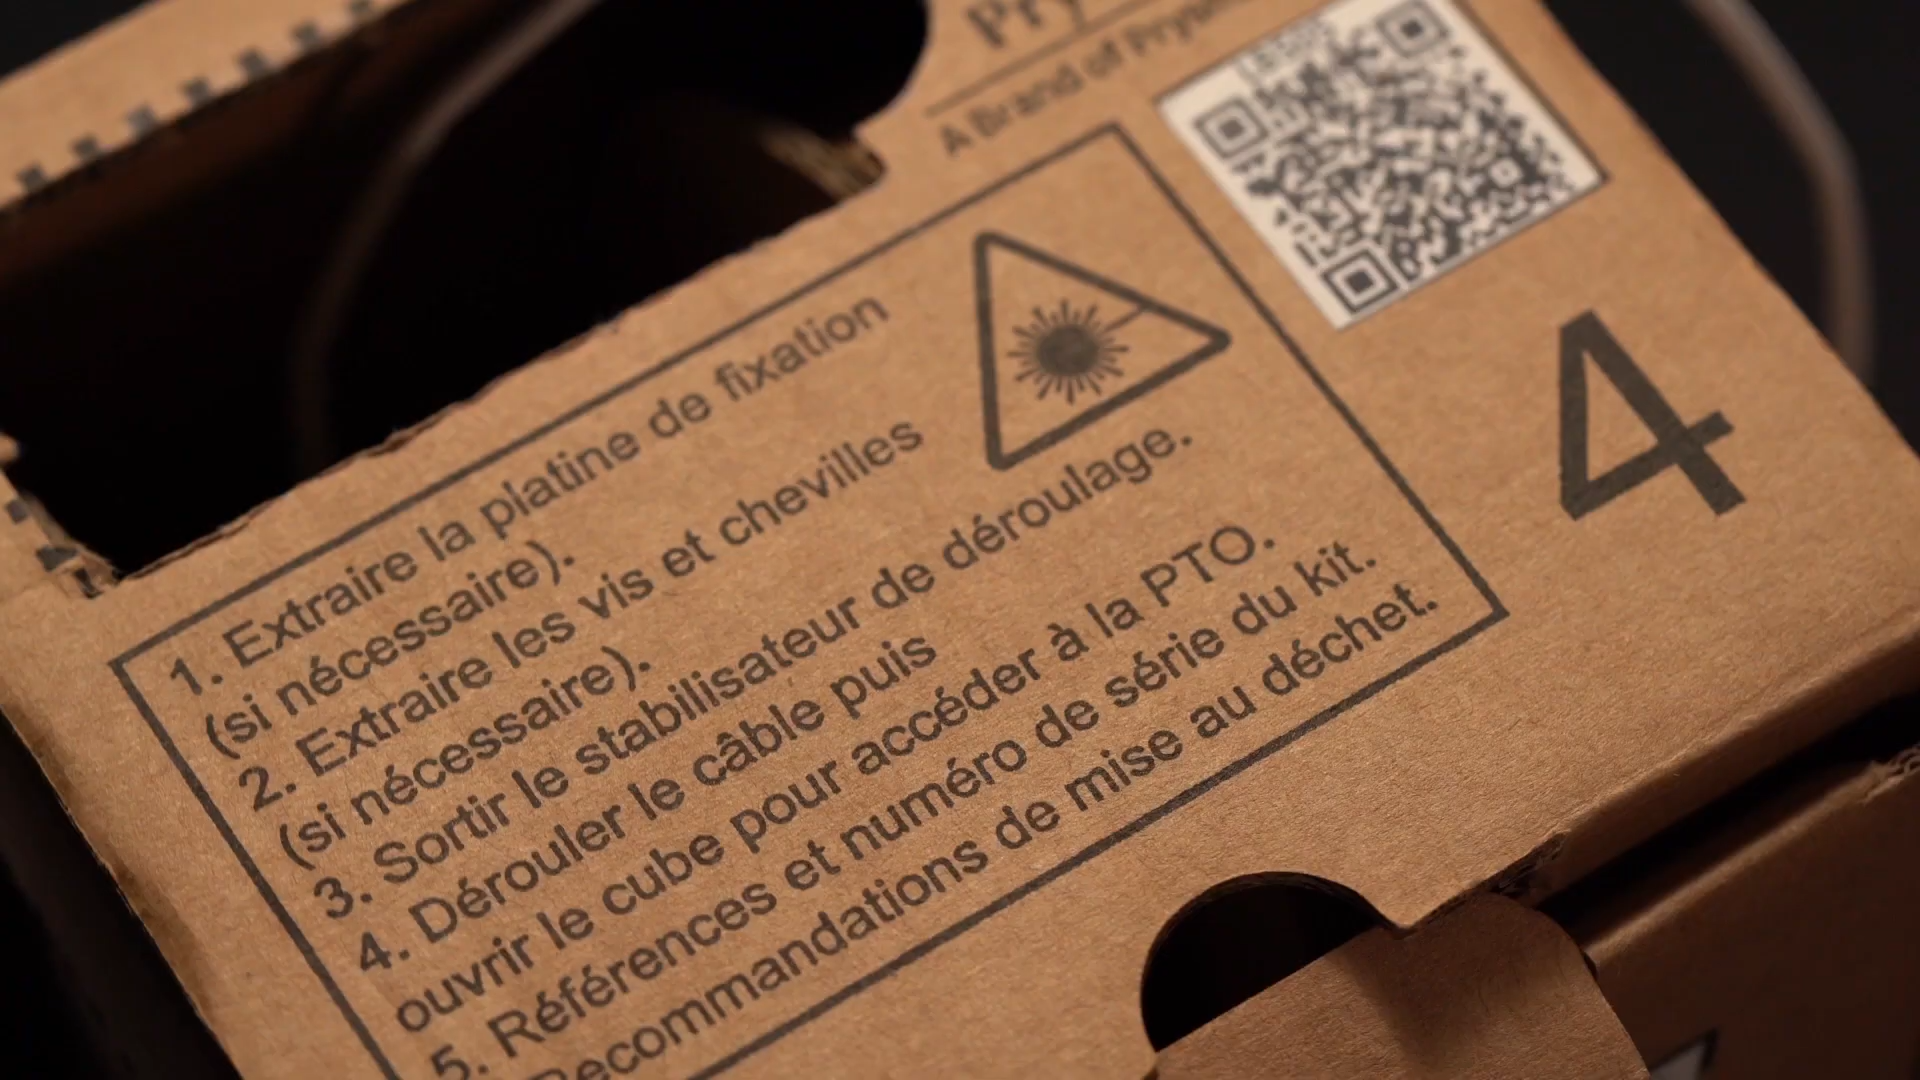 A Brand of
1. Extraire la platine de fixation
(si nécessaire).
2. Extraire les vis et chevilles
(si nécessaire).
3. Sortir le stabilisateur de déroulage.
4. Dérouler le câble puis
ouvrir le cube pour accéder à la PTO.
5. Références et numéro de série du kit.
Recommandations de mise au déchet.
4